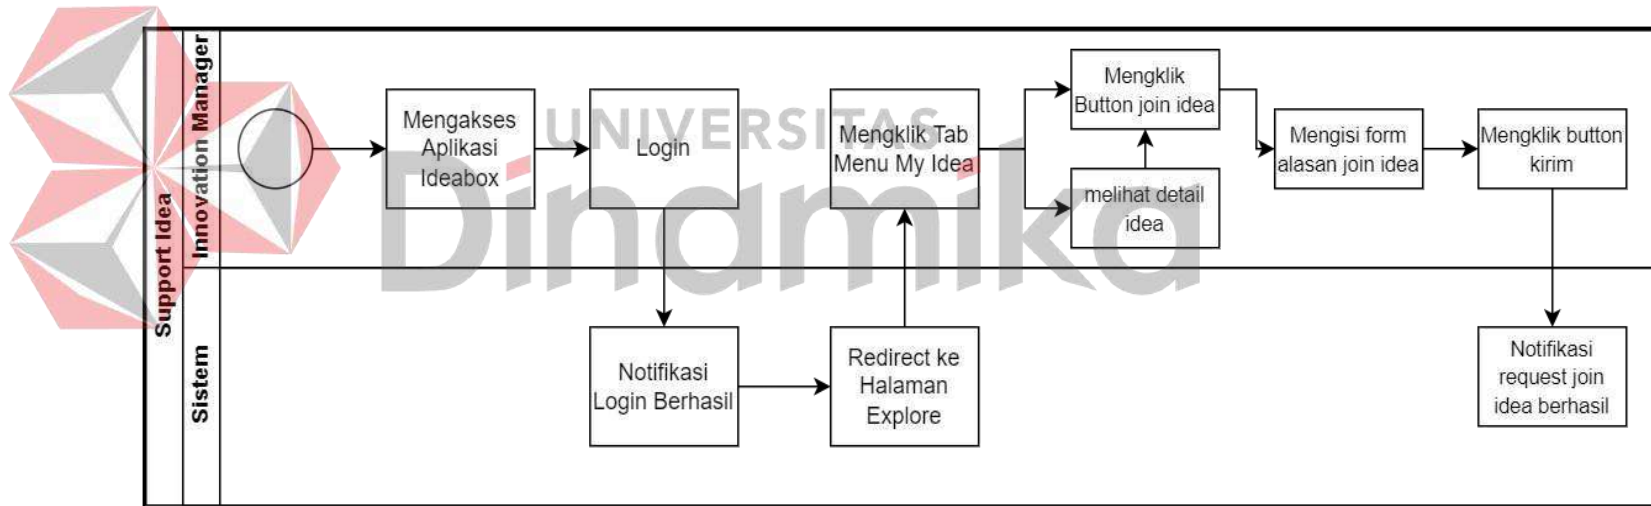 Support Idea
Innovation Manager
Sistem
UNIVERSITAS
Dinamika
Mengakses
Aplikasi
Ideabox
Login
Mengklik Tab
Menu My Idea
Mengklik
Button join idea
melihat detail
idea
Mengisi form
alasan join idea
Mengklik button
kirim
Notifikasi
Login Berhasil
Redirect ke
Halaman
Explore
Notifikasi
request join
idea berhasil